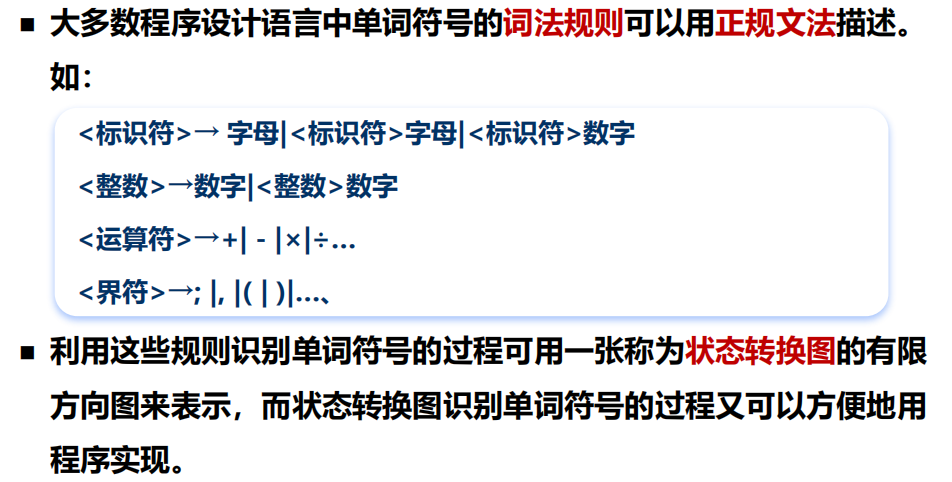 ▪ 大多数程序设计语言中单词符号的词法规则可以用正规文法描述。
如：
<标识符>→ 字母|<标识符>字母|<标识符>数字
<整数>→数字|<整数>数字
<运算符>→+| - |×|÷…
<界符>→; |, |( | )|…、
▪ 利用这些规则识别单词符号的过程可用一张称为状态转换图的有限
方向图来表示，而状态转换图识别单词符号的过程又可以方便地用
程序实现。